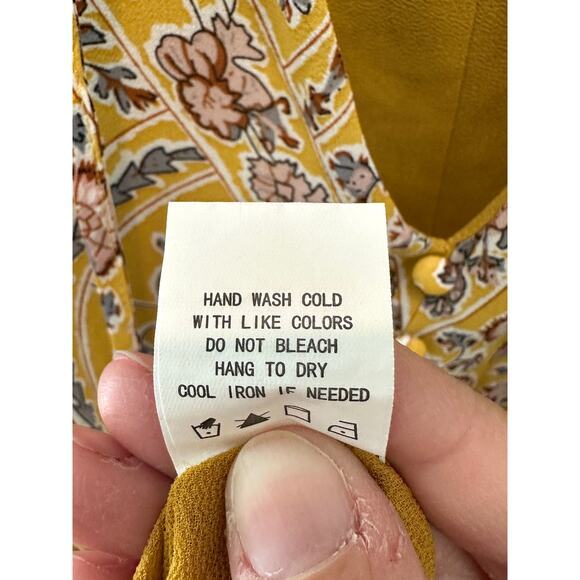 HAND WASH COLD
WITH LIKE COLORS
DO NOT BLEACH
HANG TO DRY
COOL IRON IF NEEDED